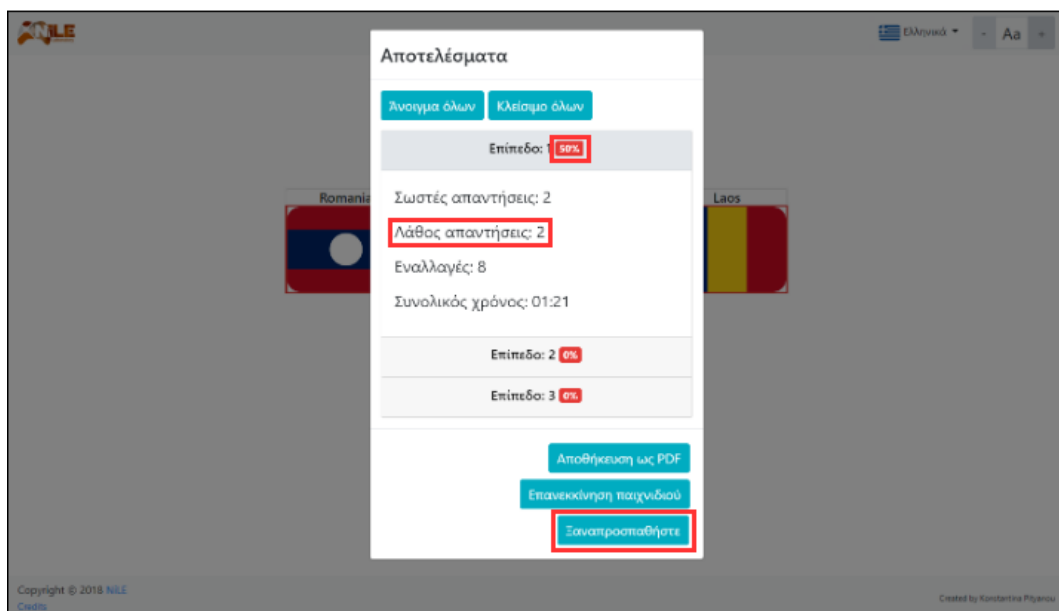 NiLE
Ελληνικά
- Aa +
Αποτελέσματα
Άνοιγμα όλων Κλείσιμο όλων
Επίπεδο: 1 50%
Romania
Laos
Σωστές απαντήσεις: 2
Λάθος απαντήσεις: 2
Εναλλαγές: 8
Συνολικός χρόνος: 01:21
Επίπεδο: 2 0%
Επίπεδο: 3 0%
Αποθήκευση ως PDF
Επανεκκίνηση παιχνιδιού
Ξαναπροσπαθήστε
Copyright © 2018 NiLE
Credits
Created by Konstantina